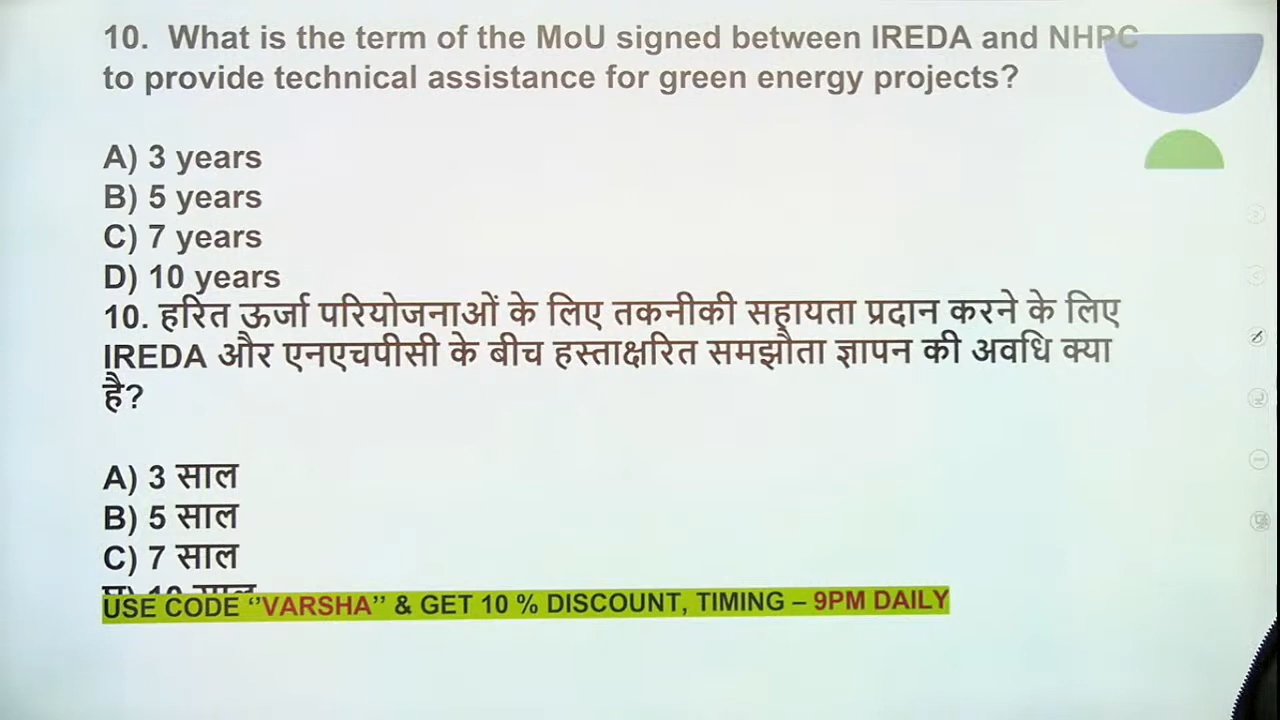 10. What is the term of the MoU signed between IREDA and NHPC
to provide technical assistance for green energy projects?
A) 3 years
B) 5 years
C) 7 years
D) 10 years
10. हरित ऊर्जा परियोजनाओं के लिए तकनीकी सहायता प्रदान करने के लिए
IREDA और एनएचपीसी के बीच हस्ताक्षरित समझौता ज्ञापन की अवधि क्या
है?
A) 3 साल
B) 5 साल
C) 7 साल
10 साल
USE CODE ‘’VARSHA’’ & GET 10 % DISCOUNT, TIMING – 9PM DAILY